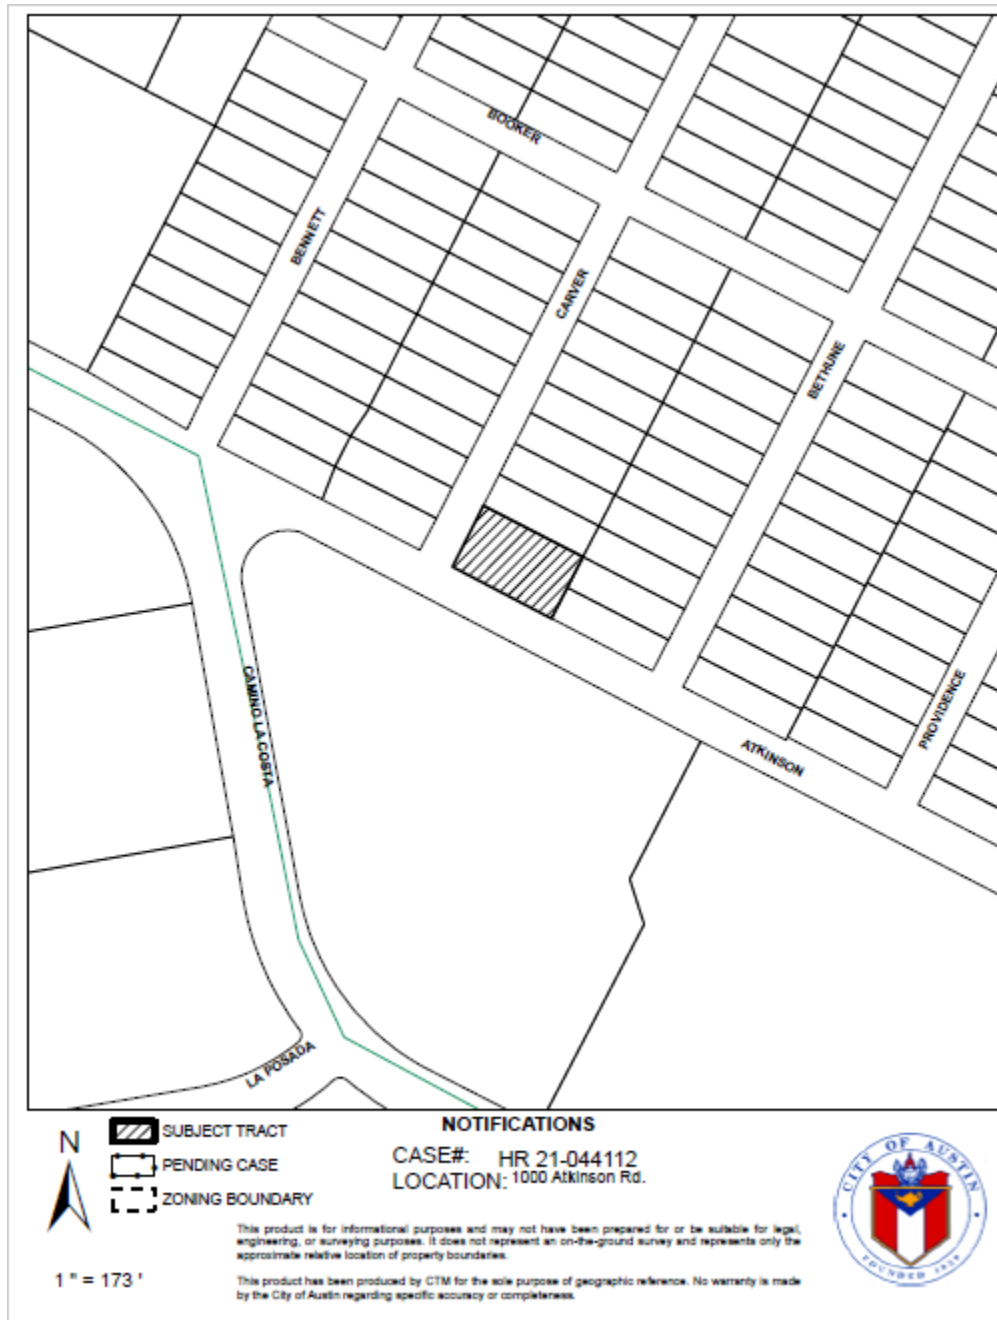 BOOKER
BENNETT
CARVER
BETHUNE
PROVIDENCE
ATKINSON
CAMINO LA COSTA
LA POSADA
N
1 " = 173 '
SUBJECT TRACT
PENDING CASE
ZONING BOUNDARY
NOTIFICATIONS
CASE#: HR 21-044112
LOCATION: 1000 Atkinson Rd.
This product is for informational purposes and may not have been prepared for or be suitable for legal,
engineering, or surveying purposes. It does not represent an on-the-ground survey and represents only the
approximate relative location of property boundaries.
This product has been produced by CTM for the sole purpose of geographic reference. No warranty is made
by the City of Austin regarding specific accuracy or completeness.
CITY OF AUSTIN
FOUNDED 1839